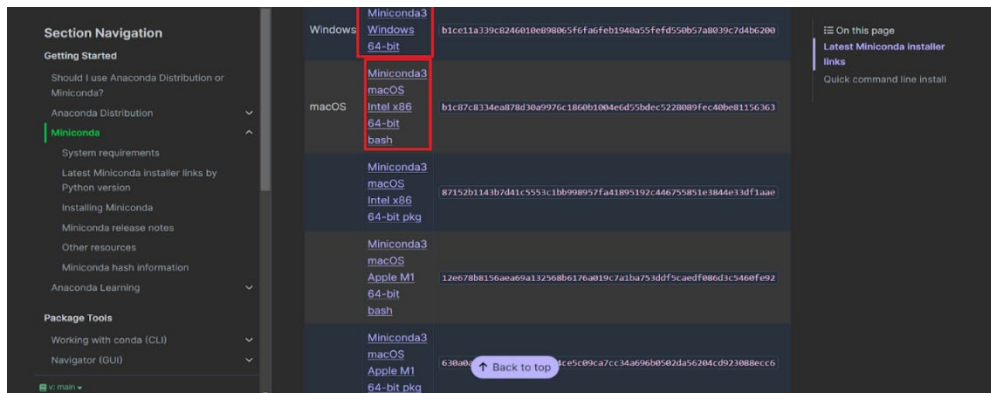 Section Navigation
Getting Started
Should I use Anaconda Distribution or
Miniconda?
Anaconda Distribution
Miniconda
System requirements
Latest Miniconda installer links by
Python version
Installing Miniconda
Miniconda release notes
Other resources
Miniconda hash information
Anaconda Learning
Package Tools
Working with conda (CLI)
Navigator (GUI)
v: main
Windows
Miniconda3
Windows
64-bit
b1ce11a339c8246010e898065f6fa6feb1940a55fefd550b57a8039c7d4b6200
macOS
Miniconda3
macOS
Intel x86
64-bit
bash
b1c87c8334ea878d30a9976c1860b1004e6d55bdec5228089fec40be81156363
Miniconda3
macOS
Intel x86
64-bit pkg
87152b1143b7d41c5553c1bb998957fa41895192c446755851e3844e33df1aae
Miniconda3
macOS
Apple M1
64-bit
bash
12e678b8156aea69a132568b6176a019c7a1ba753ddf5caedf086d3c5460fe92
Miniconda3
macOS
Apple M1
64-bit pkg
Back to top
On this page
Latest Miniconda installer
links
Quick command line install